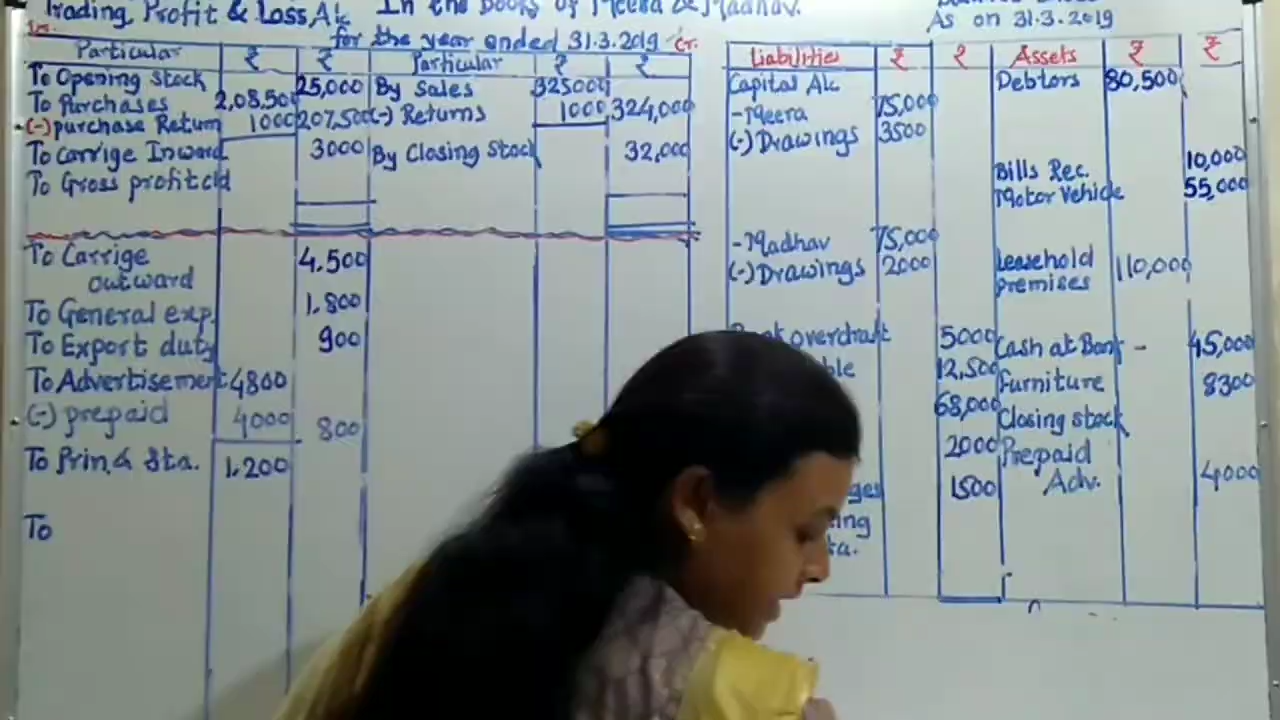 Trading, Profit & Loss A/c In the Books of Meera & Madhav.
for the year ended 31.3.2019
Dr. Cr.
Particular ₹ ₹ Particular ₹ ₹
To Opening Stock 25,000 By Sales 325000
To Purchases 2,08,500
(-) purchase Return 1000 207,500 (-) Returns 1000 324,000
To Carrige Inward 3000 By Closing Stock 32,000
To Gross profit c/d
To Carrige 4,500
outward
To General exp. 1,800
To Export duty 900
To Advertisement 4800
(-) prepaid 4000 800
To Prin. & Sta. 1,200
To
As on 31.3.2019
Liabilities ₹ ₹ Assets ₹ ₹
Capital A/c Debtors 80,500
-Meera 75,000
(-) Drawings 3500
Bills Rec. 10,000
Motor Vehicle 55,000
-Madhav 75,000
(-) Drawings 2000 Leasehold 110,000
premises
5000 Cash at Bank - 45,000
12,500 Furniture 8300
68,000 Closing stock
2000 Prepaid
1500 Adv. 4000